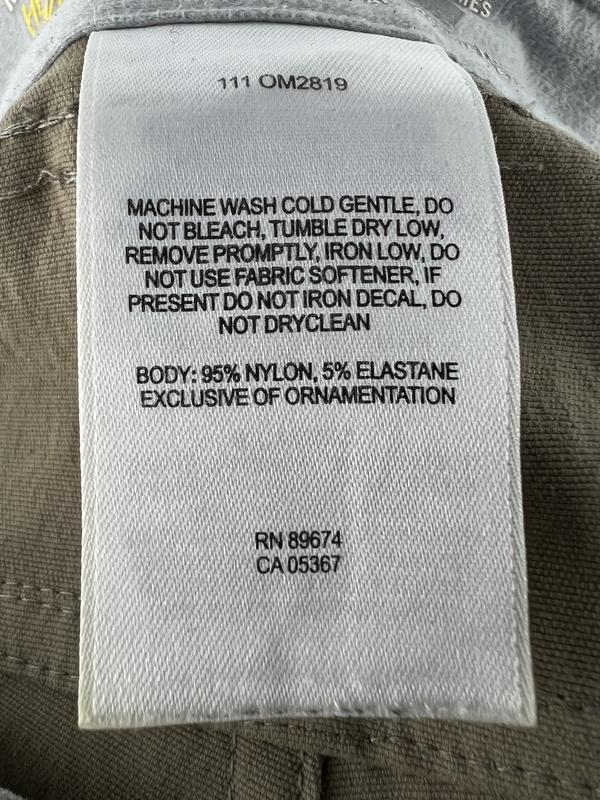 111 OM2819
MACHINE WASH COLD GENTLE, DO
NOT BLEACH, TUMBLE DRY LOW,
REMOVE PROMPTLY, IRON LOW, DO
NOT USE FABRIC SOFTENER, IF
PRESENT DO NOT IRON DECAL, DO
NOT DRYCLEAN
BODY: 95% NYLON, 5% ELASTANE
EXCLUSIVE OF ORNAMENTATION
RN 89674
CA 05367